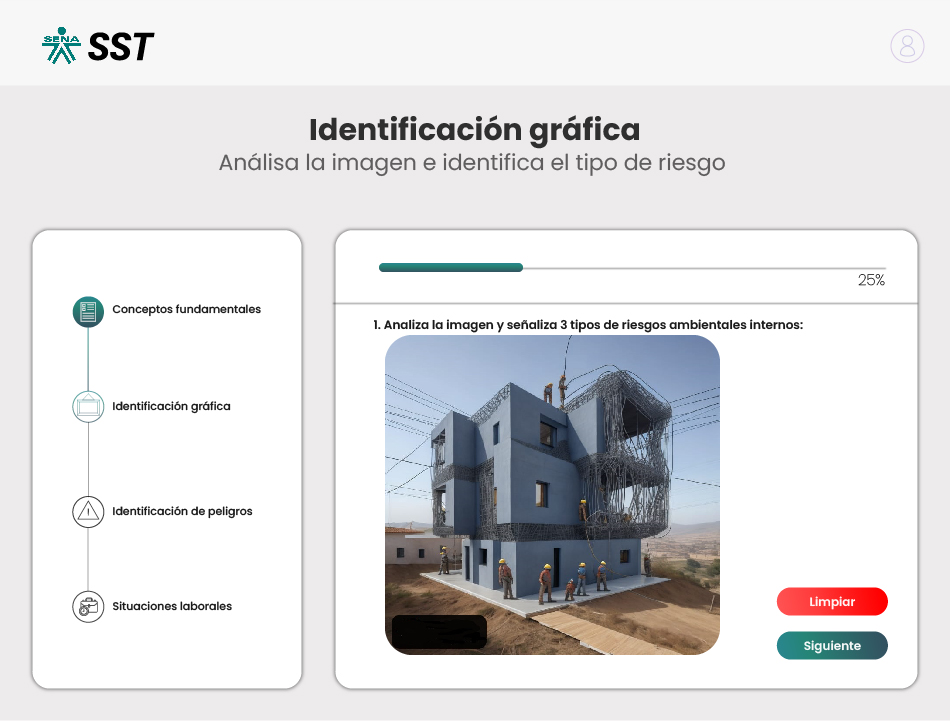 SENA
SST
Identificación gráfica
Análisa la imagen e identifica el tipo de riesgo
Conceptos fundamentales
Identificación gráfica
Identificación de peligros
Situaciones laborales
25%
1. Analiza la imagen y señaliza 3 tipos de riesgos ambientales internos:
Limpiar
Siguiente